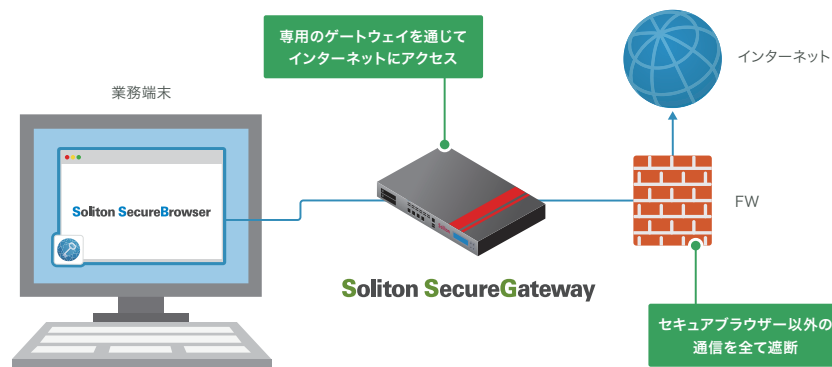 専用のゲートウェイを通じて
インターネットにアクセス
インターネット
業務端末
Soliton SecureBrowser
FW
Soliton SecureGateway
セキュアブラウザー以外の
通信を全て遮断